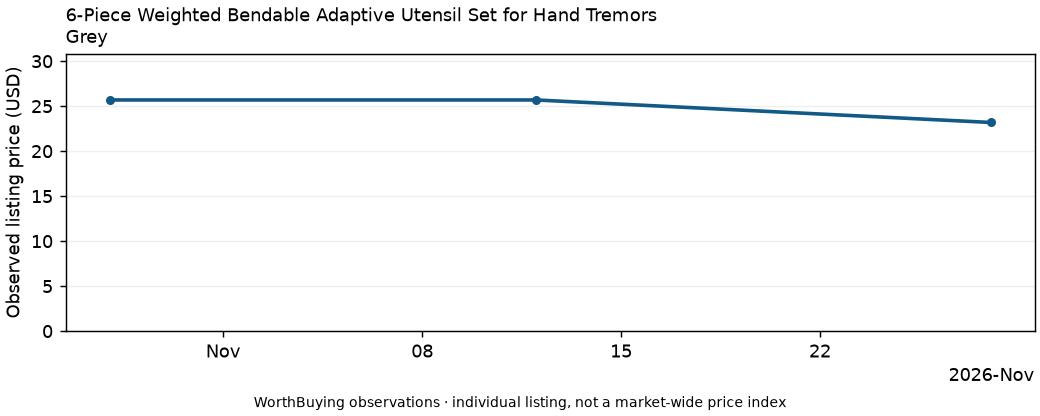 6-Piece Weighted Bendable Adaptive Utensil Set for Hand Tremors
Grey
Observed listing price (USD)
30
25
20
15
10
5
0
Nov
08
15
22
2026-Nov
WorthBuying observations · individual listing, not a market-wide price index